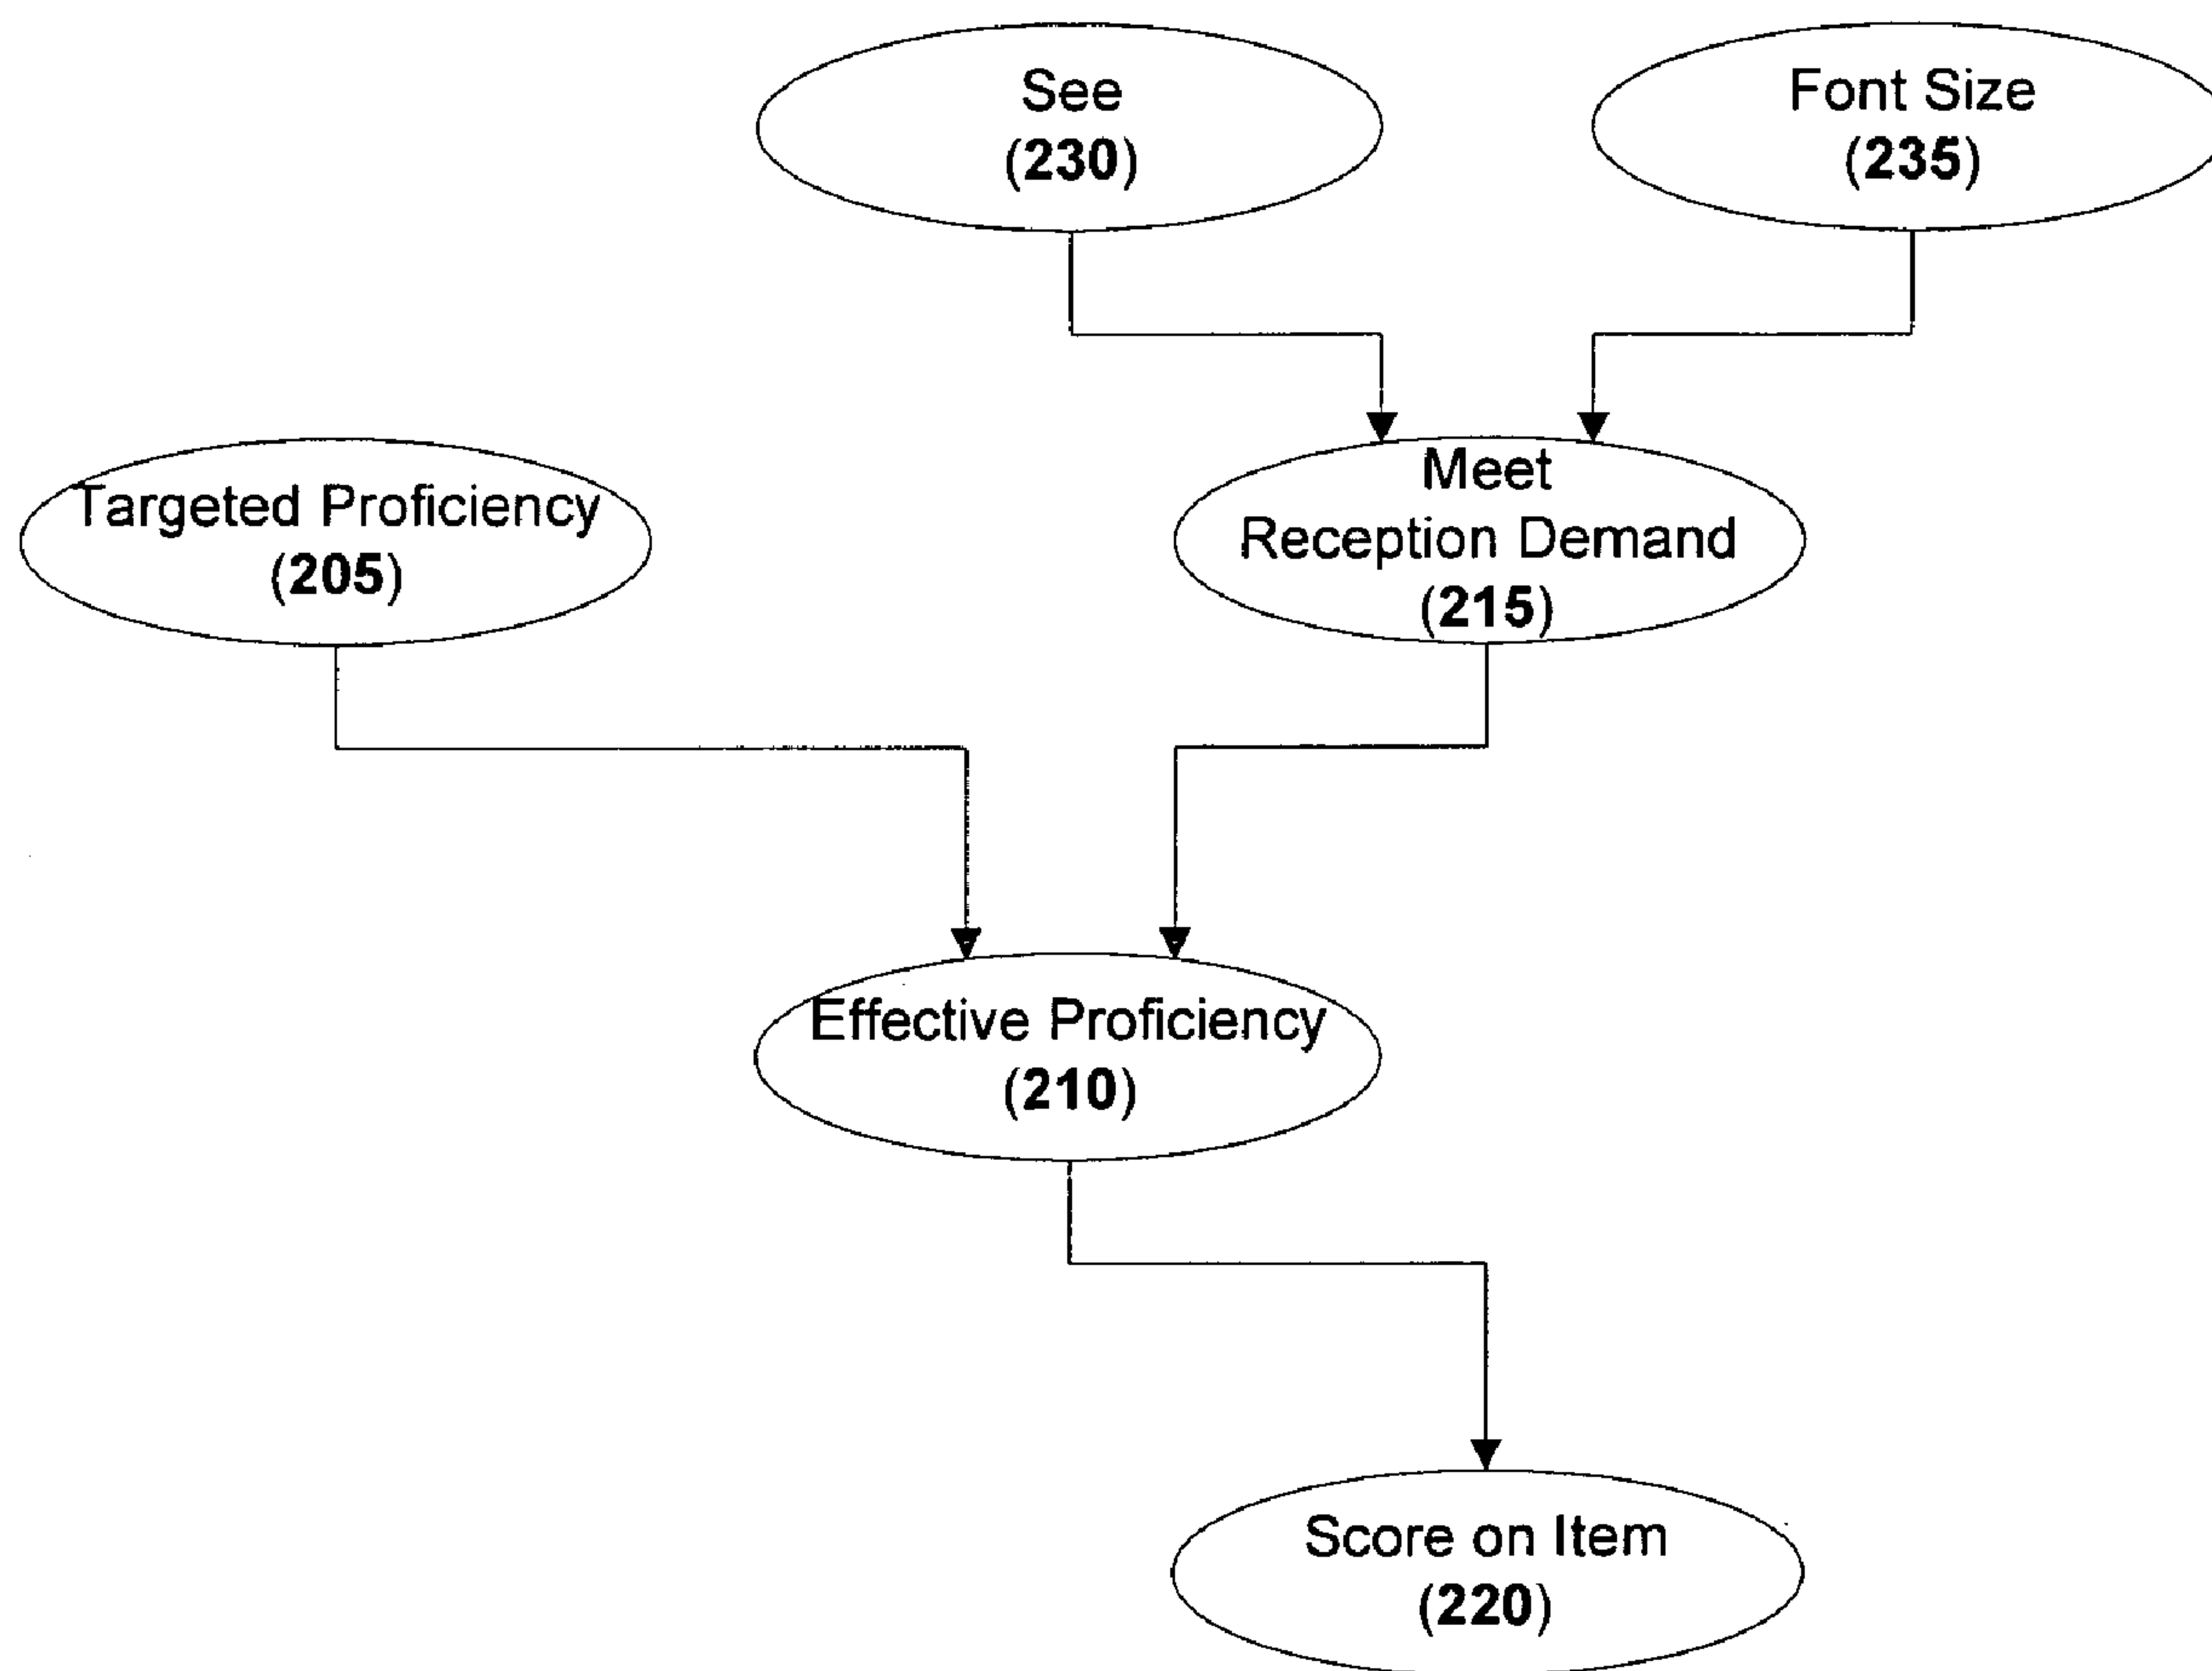 See
(230)
Font Size
(235)
Targeted Proficiency
(205)
Meet
Reception Demand
(215)
Effective Proficiency
(210)
Score on Item
(220)